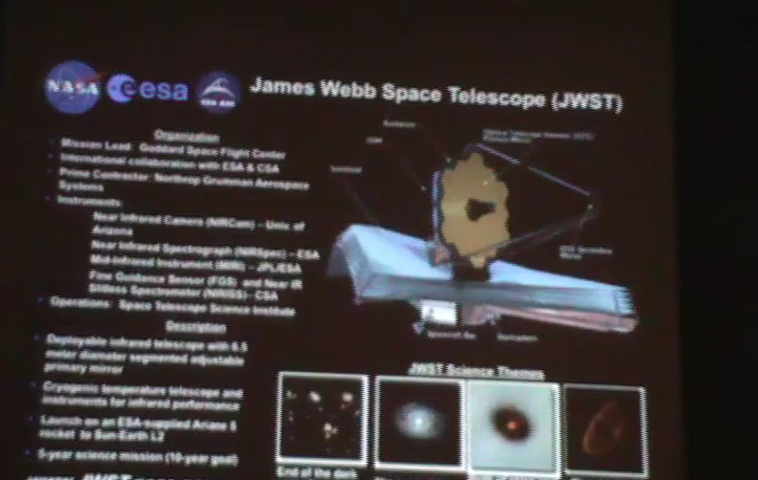 NASA esa CSA ASC James Webb Space Telescope (JWST)
Organization
Mission Lead: Goddard Space Flight Center
International collaboration with ESA & CSA
Prime Contractor: Northrop Grumman Aerospace
Systems
Instruments:
Near Infrared Camera (NIRCam) – Univ. of
Arizona
Near Infrared Spectrograph (NIRSpec) – ESA
Mid-Infrared Instrument (MIRI) – JPL/ESA
Fine Guidance Sensor (FGS) and Near IR
Slitless Spectrometer (NIRISS) – CSA
Operations: Space Telescope Science Institute
Description
Deployable infrared telescope with 6.5
meter diameter segmented adjustable
primary mirror
Cryogenic temperature telescope and
instruments for infrared performance
Launch on an ESA-supplied Ariane 5
rocket to Sun-Earth L2
5-year science mission (10-year goal)
JWST Science Themes
End of the dark